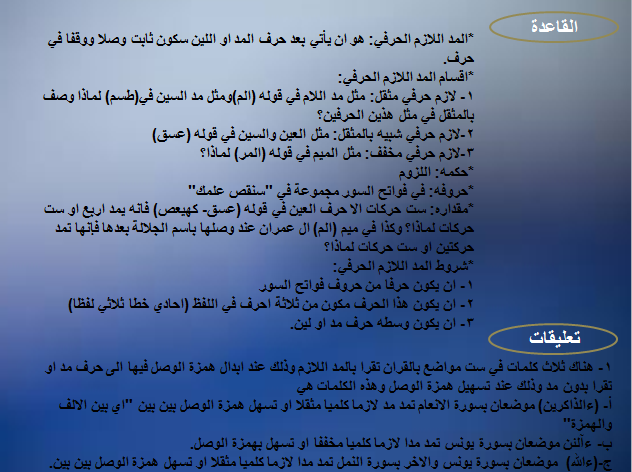 القاعدة
*المد اللازم الحرفي: هو ان يأتي بعد حرف المد او اللين سكون ثابت وصلا ووقفا في
حرف.
*اقسام المد اللازم الحرفي:
١- لازم حرفي مثقل: مثل مد اللام في قوله (الم)ومثل مد السين في(طسم) لماذا وصف
بالمثقل في مثل هذين الحرفين؟
٢-لازم حرفي شبيه بالمثقل: مثل العين والسين في قوله (عسق)
٣-لازم حرفي مخفف: مثل الميم في قوله (المر) لماذا؟
*حكمه: اللزوم
*حروفه: في فواتح السور مجموعة في "سنقص علمك"
*مقداره: ست حركات الا حرف العين في قوله (عسق- كهيعص) فانه يمد اربع او ست
حركات لماذا؟ وكذا في ميم (الم) ال عمران عند وصلها باسم الجلالة بعدها فإنها تمد
حركتين او ست حركات لماذا؟
*شروط المد اللازم الحرفي:
١- ان يكون حرفا من حروف فواتح السور
٢- ان يكون هذا الحرف مكون من ثلاثة احرف في اللفظ (احادي خطا ثلاثي لفظا)
٣- ان يكون وسطه حرف مد او لين.
تعليقات
١- هناك ثلاث كلمات في ست مواضع بالقران تقرا بالمد اللازم وذلك عند ابدال همزة الوصل فيها الى حرف مد او
تقرا بدون مد وذلك عند تسهيل همزة الوصل وهذه الكلمات هي
أ- (ءالذاكرين) موضعان بسورة الانعام تمد مد لازما كلميا مثقلا او تسهل همزة الوصل بين بين "اي بين الالف
والهمزة"
ب- ءآلئن موضعان بسورة يونس تمد مدا لازما كلميا مخففا او تسهل بهمزة الوصل.
ج-(ءالله) موضعان بسورة يونس والاخر بسورة النمل تمد مدا لازما كلميا مثقلا او تسهل همزة الوصل بين بين.